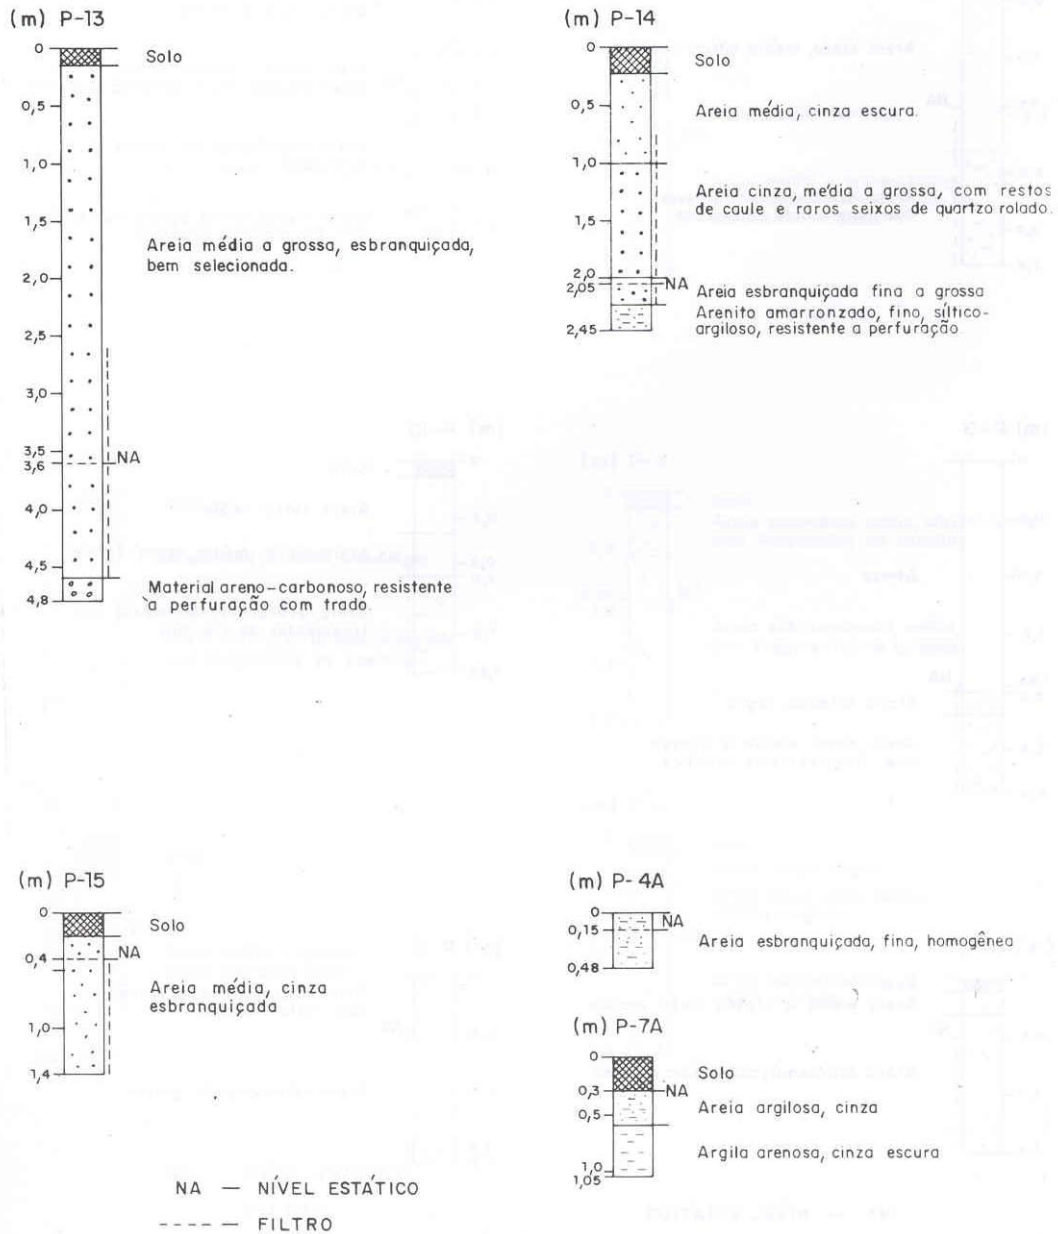 (m) P-13
0
Solo
0,5
1,0
1,5
Areia média a grossa, esbranquiçada,
bem selecionada.
2,0
2,5
3,0
3,5
3,6
NA
4,0
4,5
4,8
Material areno-carbonoso, resistente
a perfuração com trado.
(m) P-14
0
Solo
0,5
Areia média, cinza escura.
1,0
Areia cinza, média a grossa, com restos
de caule e raros seixos de quartzo rolado.
1,5
2,0
2,05
NA
Areia esbranquiçada fina a grossa
Arenito amarronzado, fino, síltico-
argiloso, resistente a perfuração.
2,45
(m) P-15
0
Solo
0,4
NA
Areia média, cinza
esbranquiçada
1,0
1,4
(m) P-4A
0
NA
0,15
Areia esbranquiçada, fina, homogênea
0,48
(m) P-7A
0
Solo
0,3
NA
0,5
Areia argilosa, cinza
Argila arenosa, cinza escura
1,0
1,05
NA — NÍVEL ESTÁTICO
---- — FILTRO